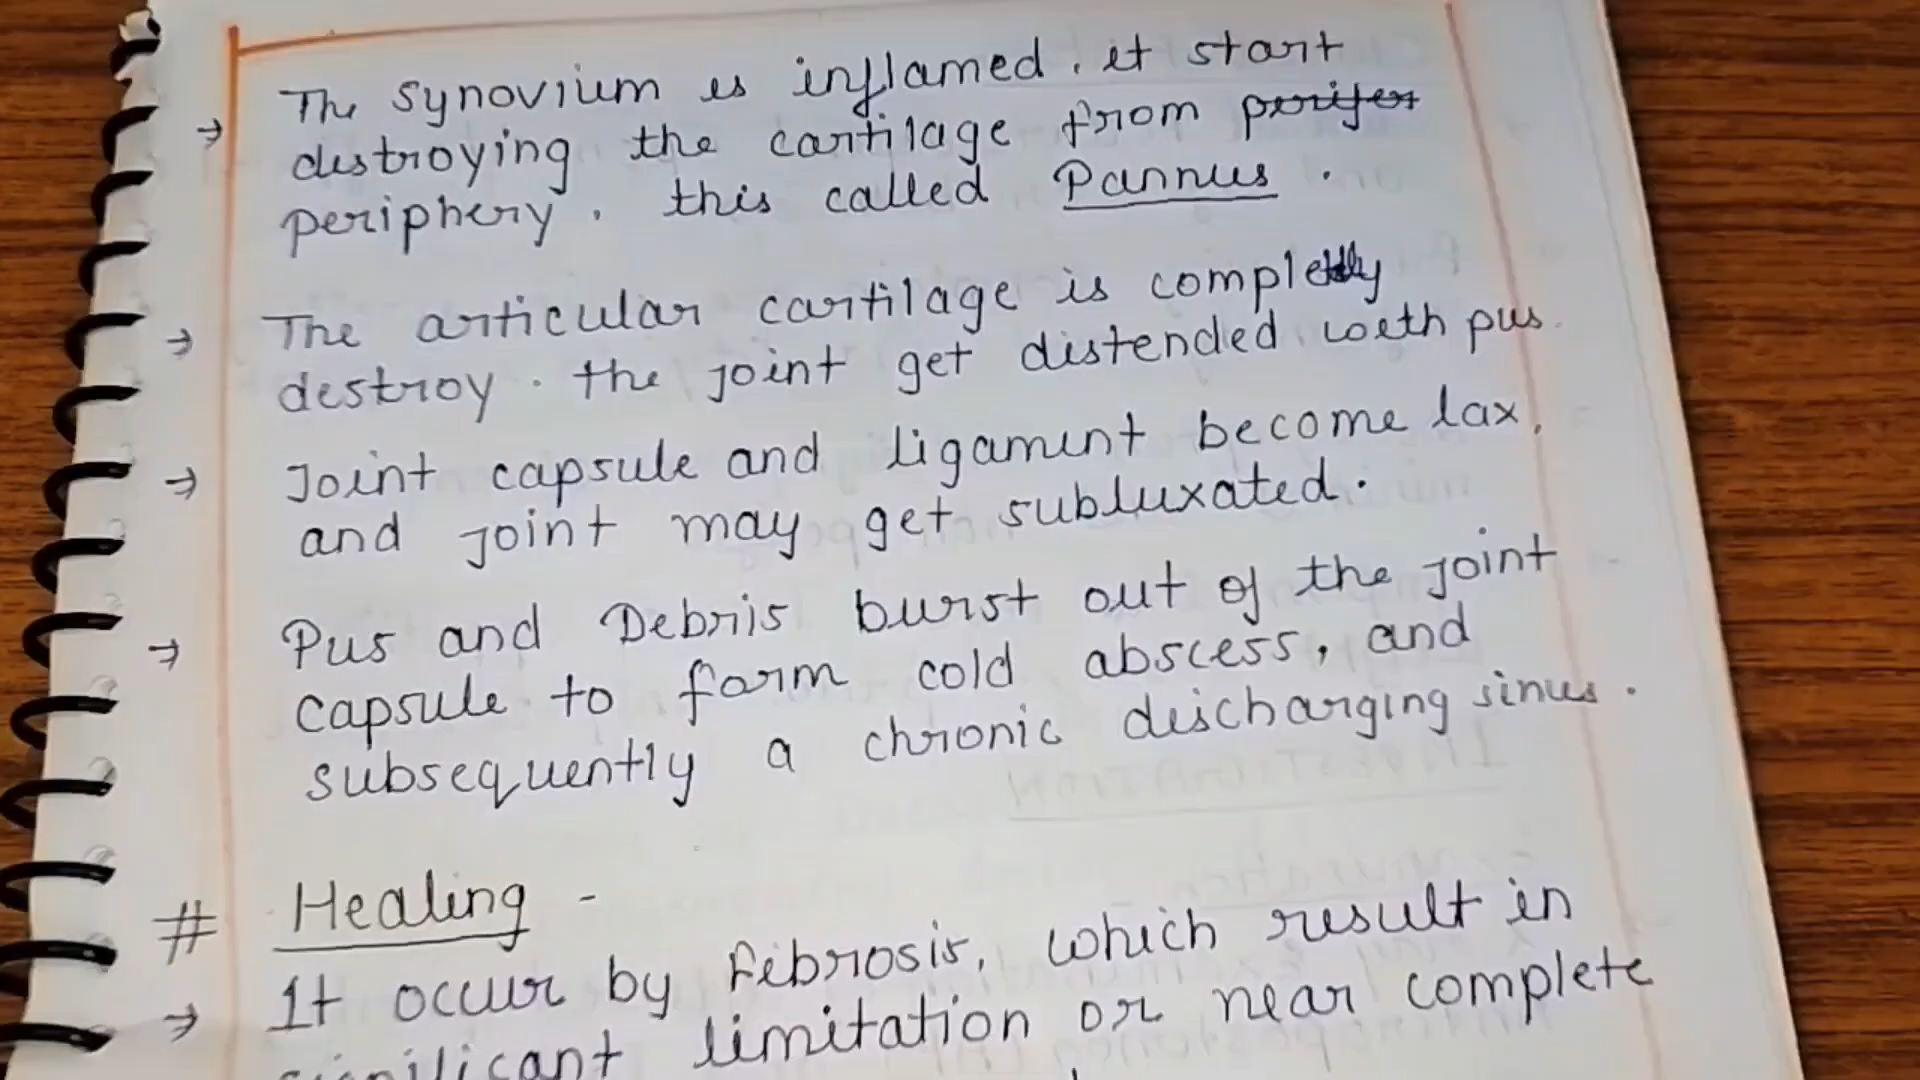 → The synovium is inflamed. it start
destroying the cartilage from perifer
periphery. this called Pannus.
→ The articular cartilage is completly
destroy. the joint get distended with pus.
→ Joint capsule and ligament become lax,
and joint may get subluxated.
→ Pus and Debris burst out of the joint
capsule to form cold abscess, and
subsequently a chronic discharging sinus.
# Healing -
→ It occur by fibrosis, which result in
significant limitation or near complete